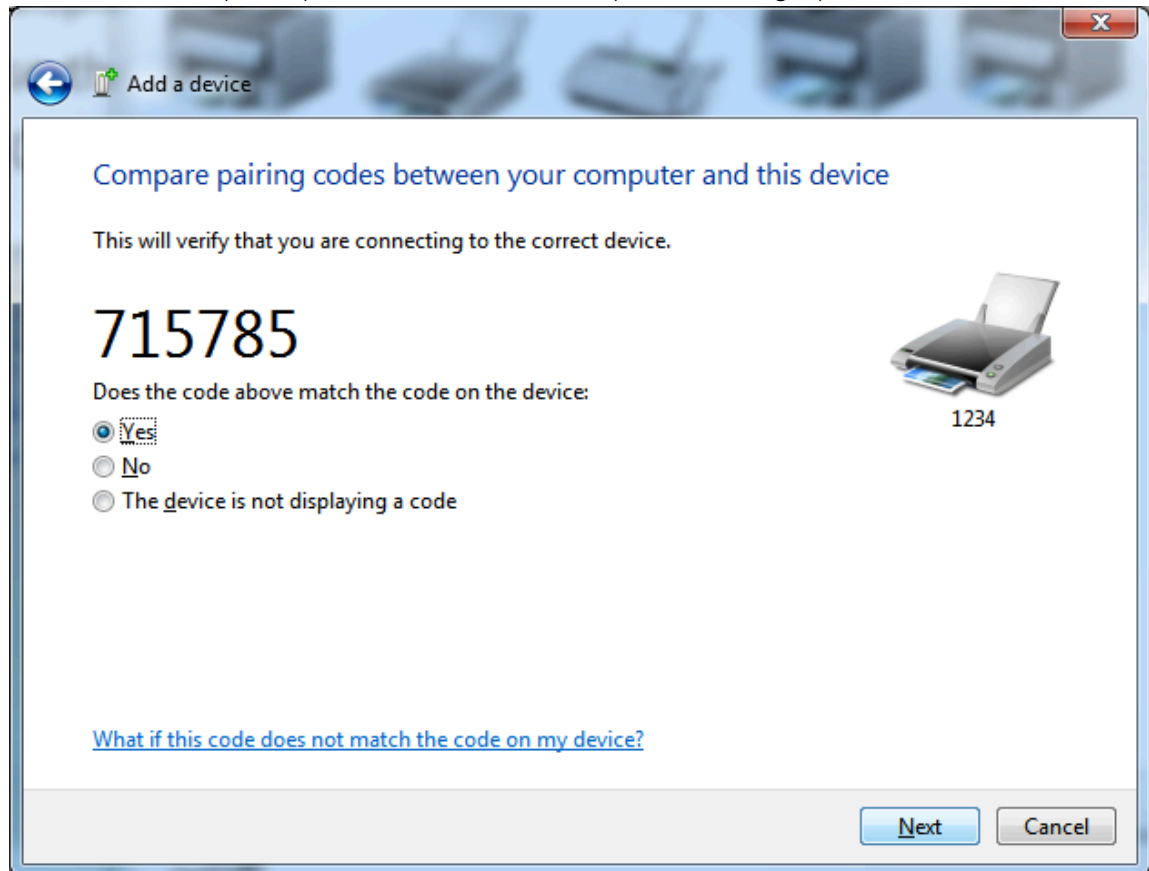 Add a device
Compare pairing codes between your computer and this device
This will verify that you are connecting to the correct device.
715785
Does the code above match the code on the device:
1234
Yes
No
The device is not displaying a code
What if this code does not match the code on my device?
Next
Cancel